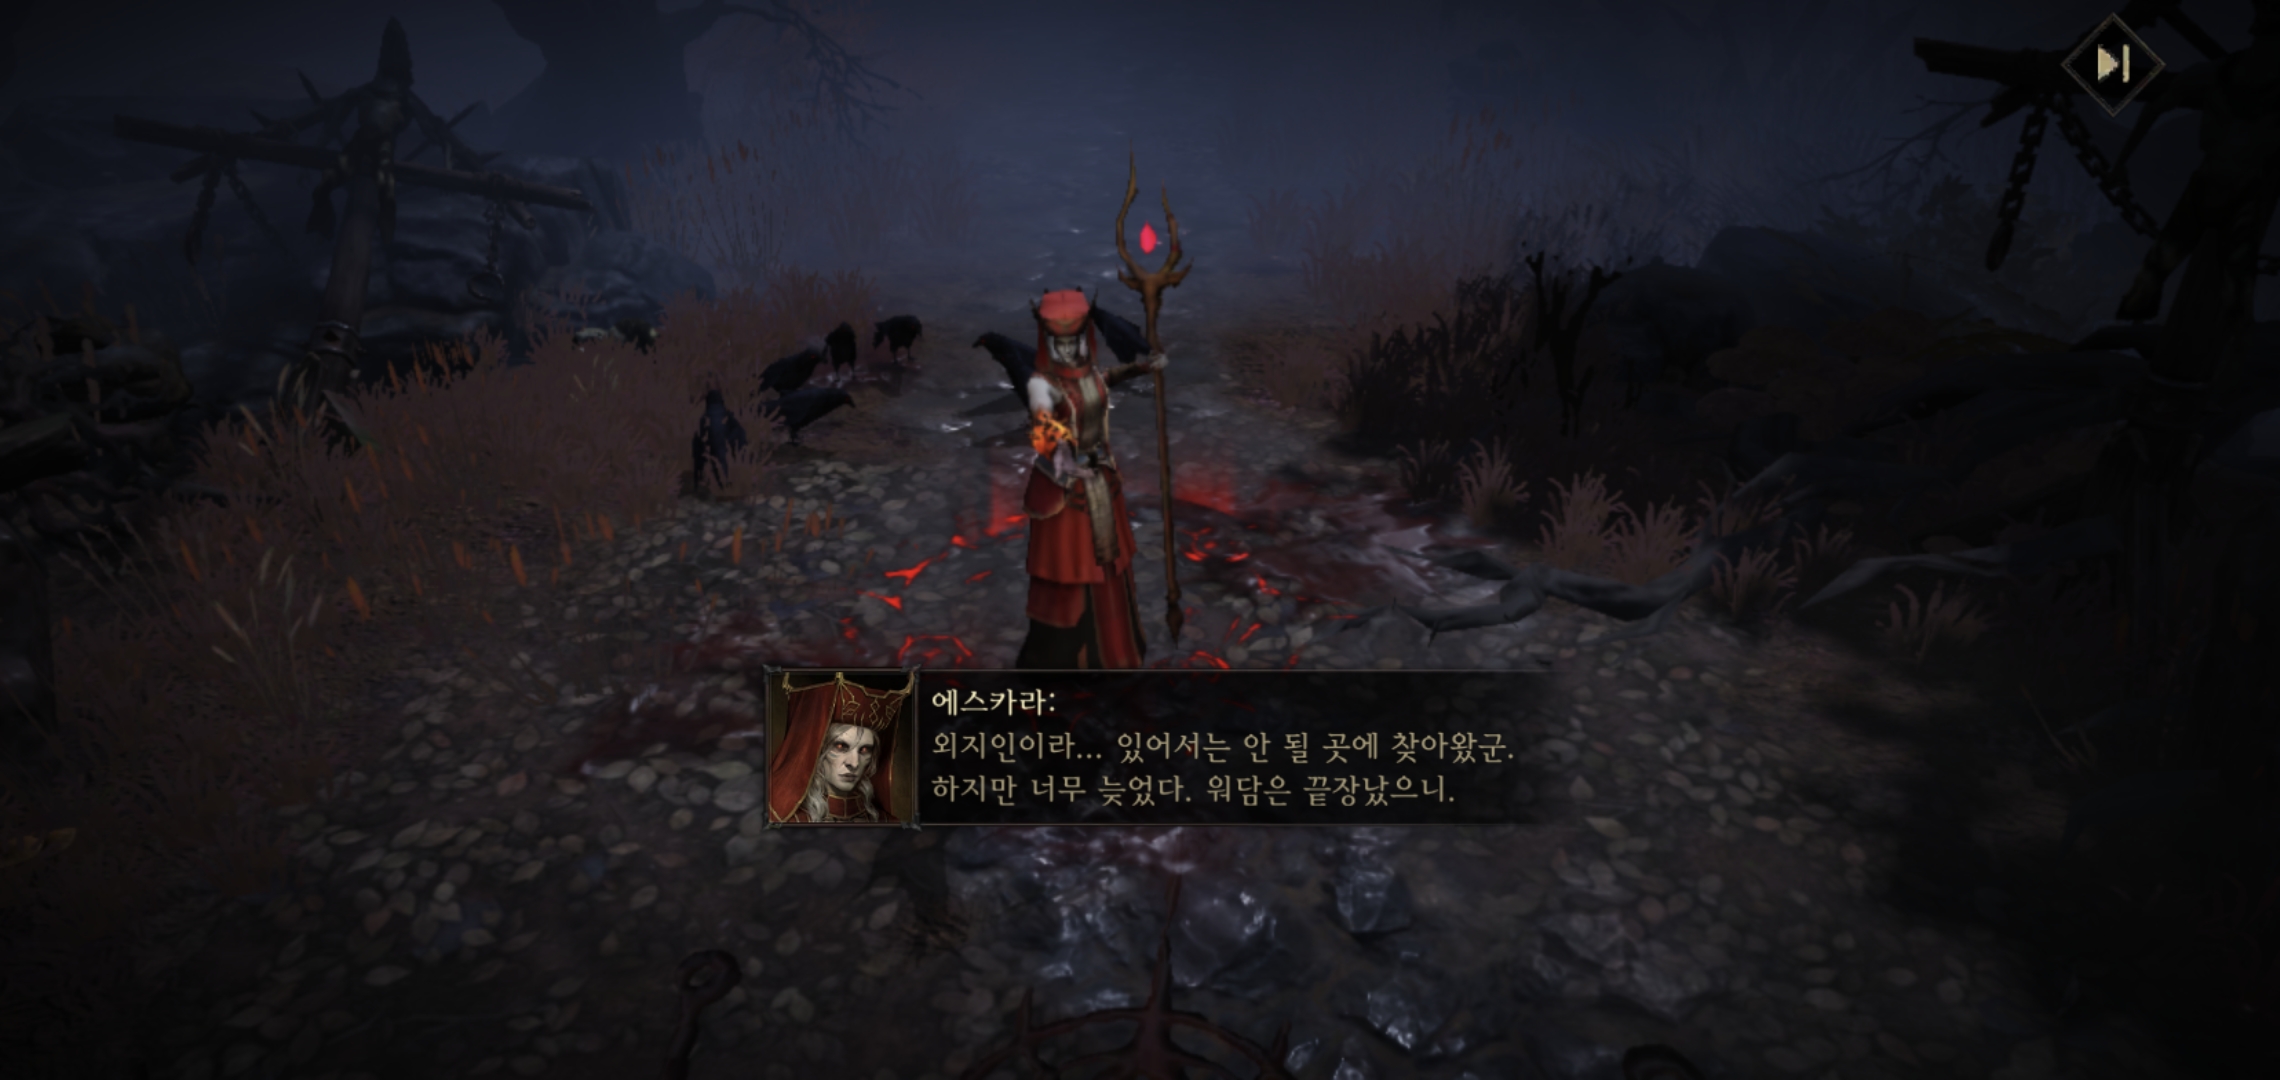 에스카라:
외지인이라... 있어서는 안 될 곳에 찾아왔군.
하지만 너무 늦었다. 워담은 끝장났으니.